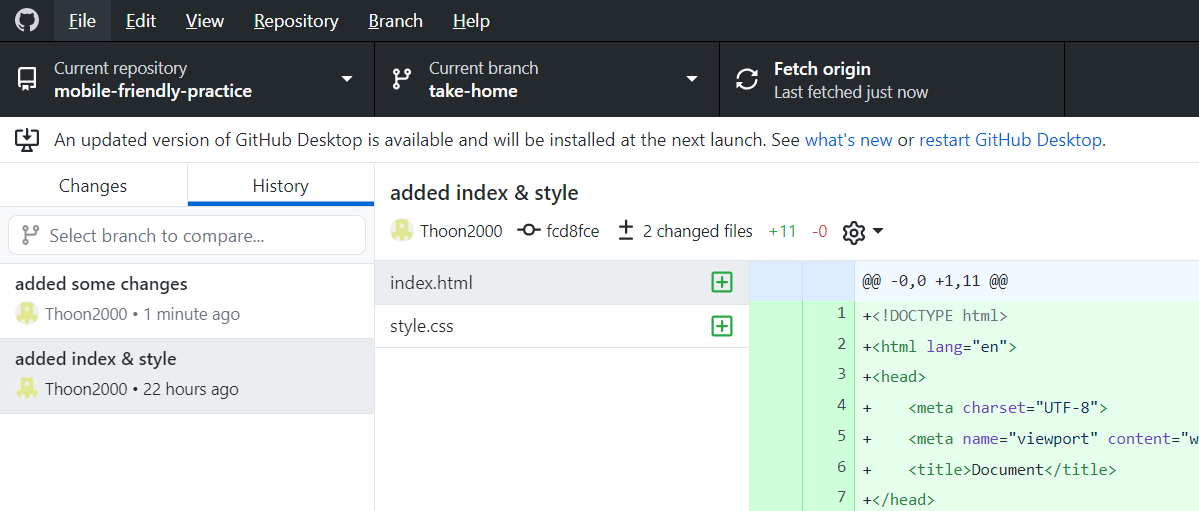 File Edit View Repository Branch Help
Current repository
mobile-friendly-practice
Current branch
take-home
Fetch origin
Last fetched just now
An updated version of GitHub Desktop is available and will be installed at the next launch. See what's new or restart GitHub Desktop.
Changes
History
Select branch to compare...
added some changes
Thoon2000 • 1 minute ago
added index & style
Thoon2000 • 22 hours ago
added index & style
Thoon2000 fcd8fce 2 changed files +11 -0
index.html
style.css
@@ -0,0 +1,11 @@
1 +<!DOCTYPE html>
2 +<html lang="en">
3 +<head>
4 +    <meta charset="UTF-8">
5 +    <meta name="viewport" content="w
6 +    <title>Document</title>
7 +</head>